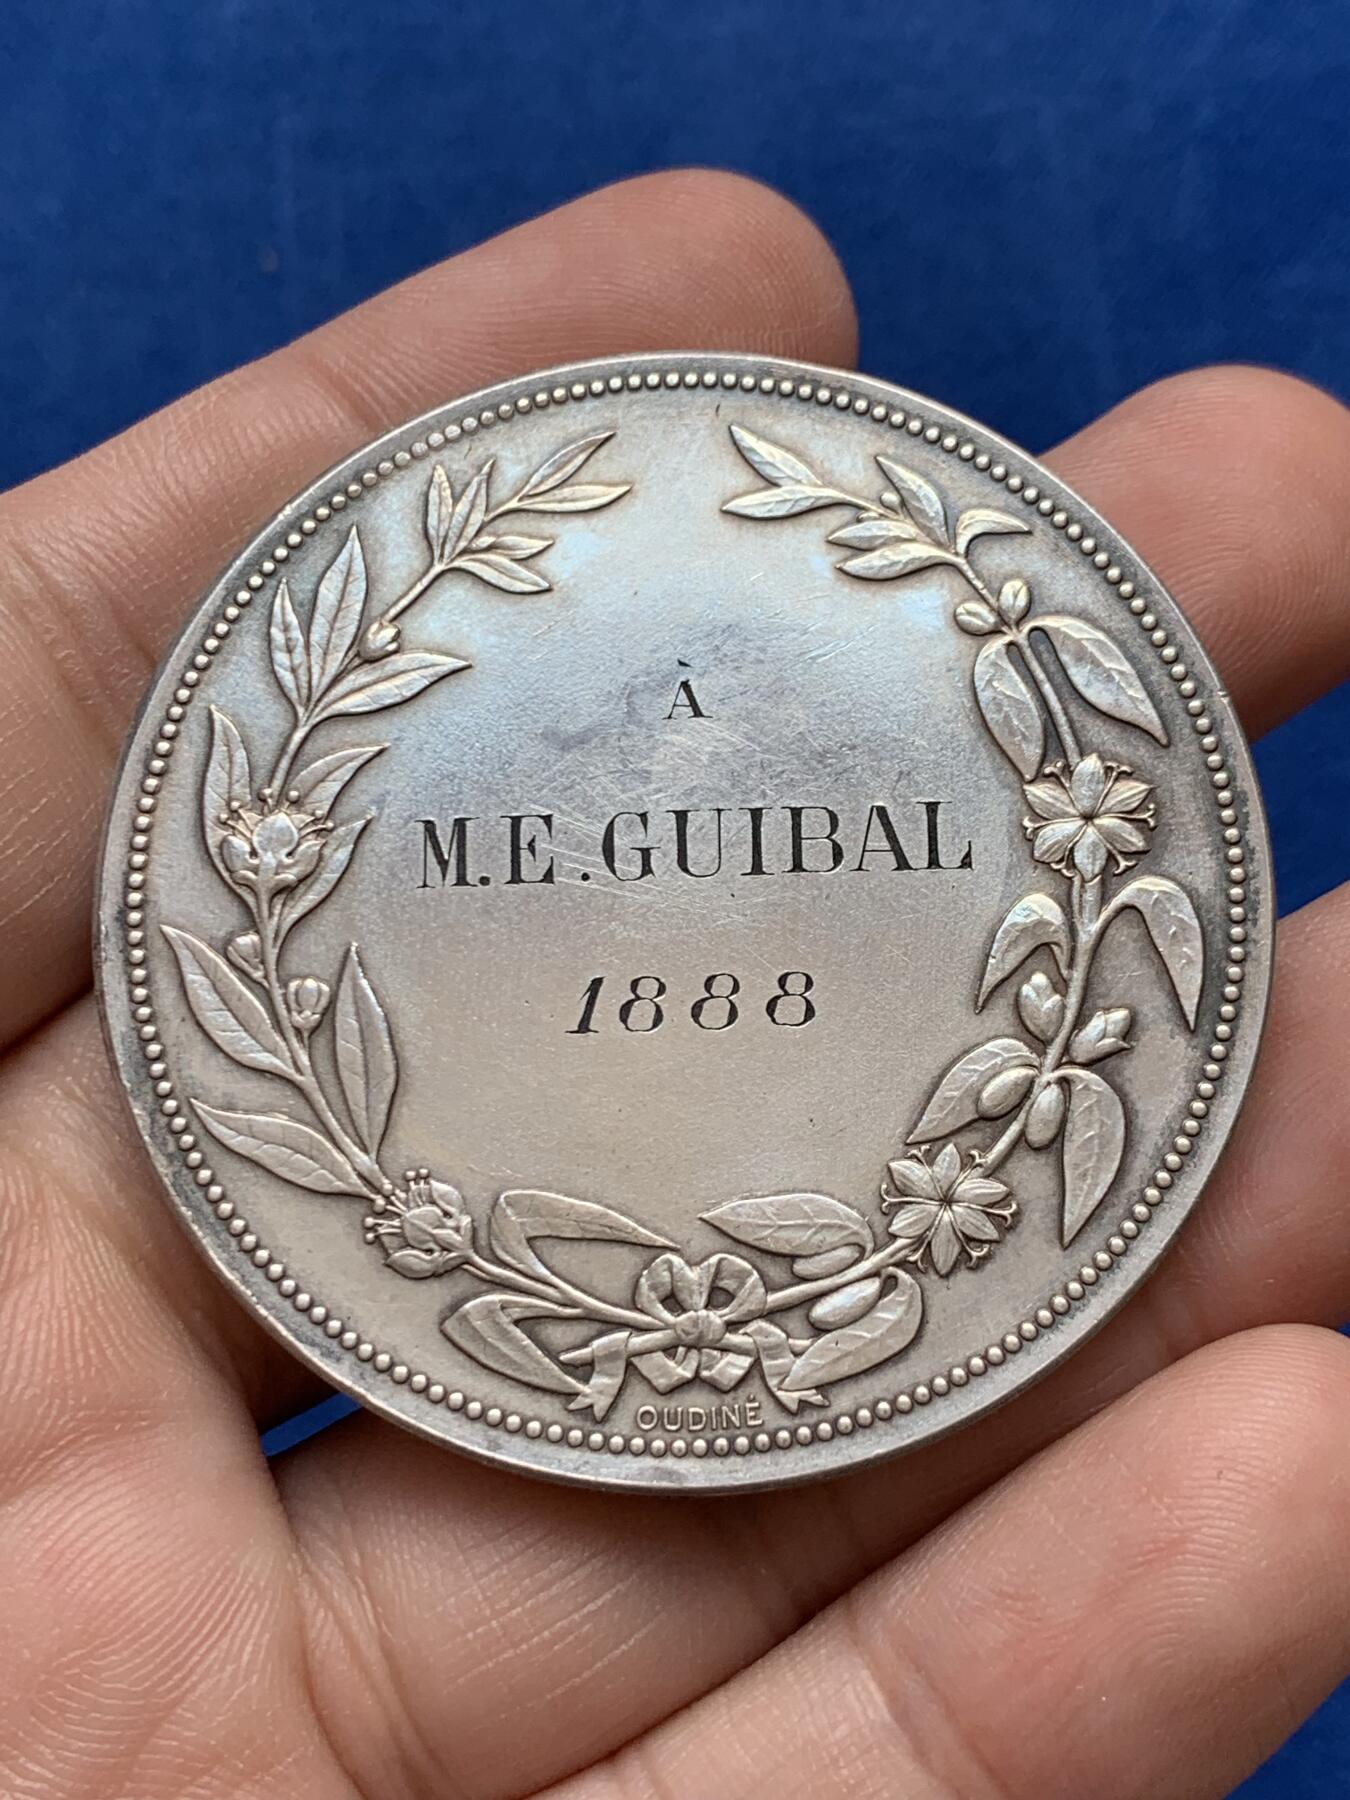 À
M. E. GUIBAL
1888
OUDINÉ